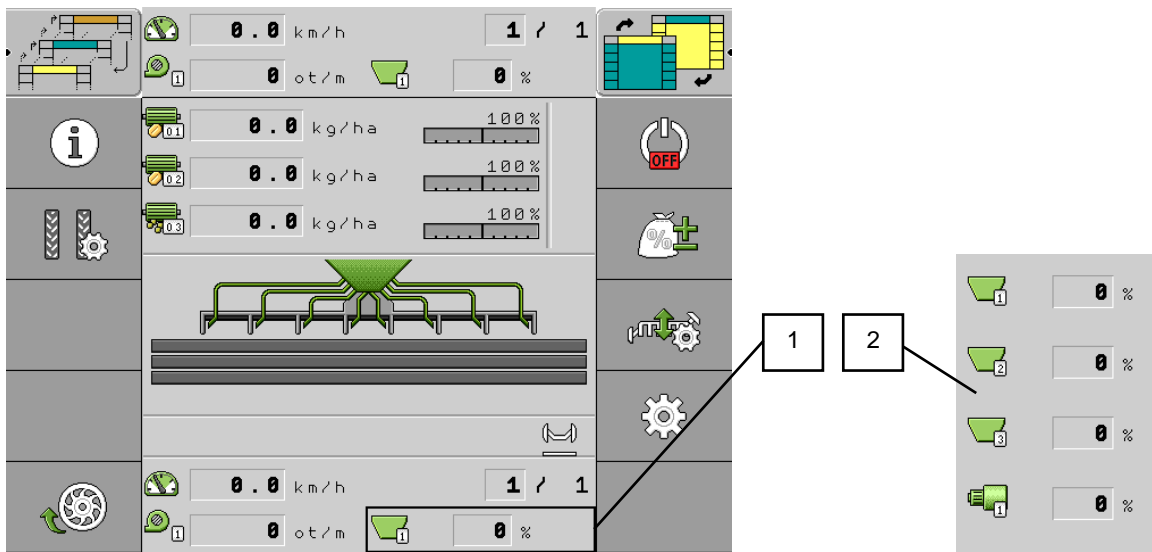 0.0 km/h 1 / 1
1 0 ot/m 1 0 %
i 01 0.0 kg/ha 100% OFF
02 0.0 kg/ha 100%
03 0.0 kg/ha 100% %
1 2
0.0 km/h 1 / 1
1 0 ot/m 1 0 %
1 0 %
2 0 %
3 0 %
1 0 %